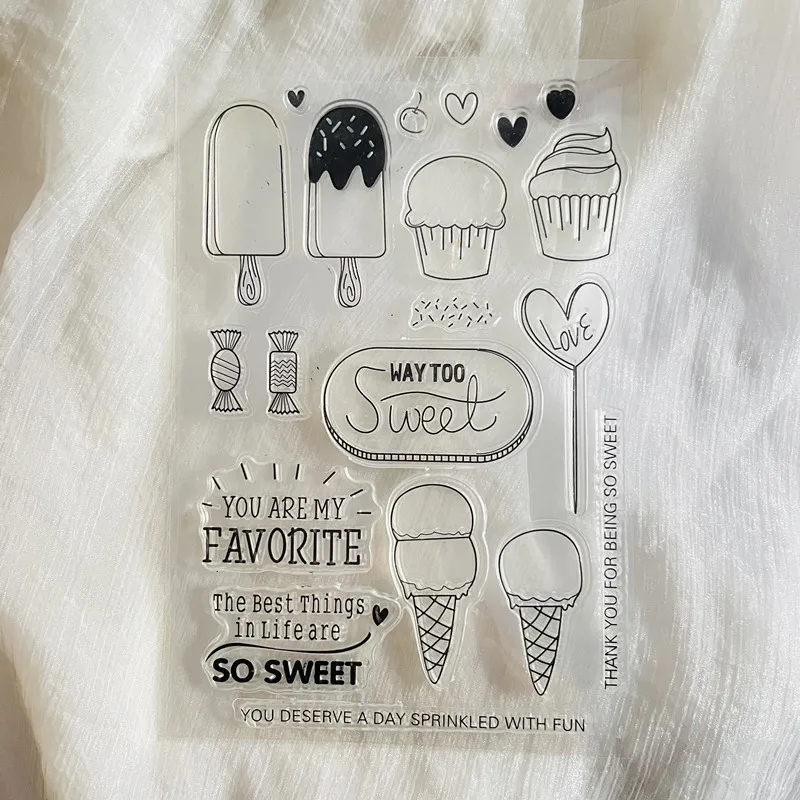 LOVE
WAY TOO
Sweet
YOU ARE MY
FAVORITE
The Best Things
in Life are
SO SWEET
THANK YOU FOR BEING SO SWEET
YOU DESERVE A DAY SPRINKLED WITH FUN